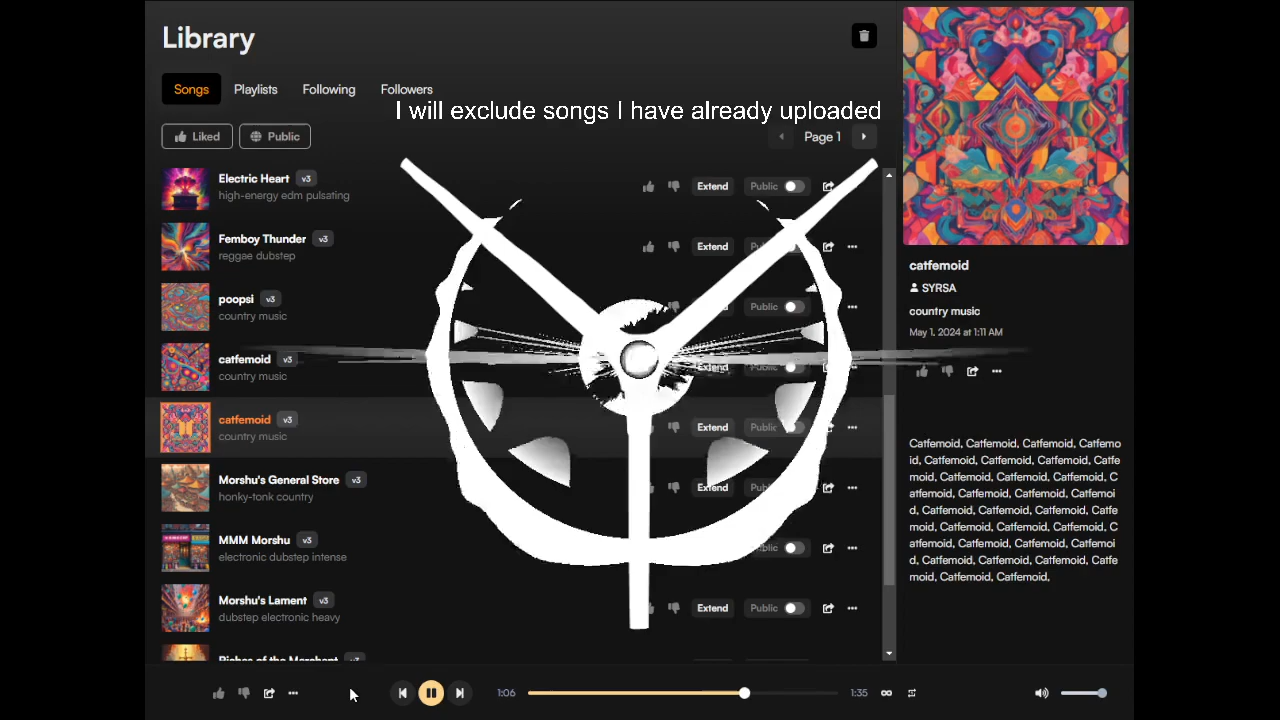 Library
Songs Playlists Following Followers
I will exclude songs I have already uploaded
Liked Public Page 1
Electric Heart v3
high-energy edm pulsating
Extend Public
Femboy Thunder v3
reggae dubstep
Extend
poopsi v3
country music
Public
catfemoid v3
country music
Extend
catfemoid v3
country music
Extend Public
Morshu's General Store v3
honky-tonk country
Extend
MMM Morshu v3
electronic dubstep intense
Morshu's Lament v3
dubstep electronic heavy
Extend Public
Riches of the Merchant v3
catfemoid
SYRSA
country music
May 1, 2024 at 1:11 AM
Catfemoid, Catfemoid, Catfemoid, Catfemo
id, Catfemoid, Catfemoid, Catfemoid, Catfe
moid, Catfemoid, Catfemoid, Catfemoid, C
atfemoid, Catfemoid, Catfemoid, Catfemoi
d, Catfemoid, Catfemoid, Catfemoid, Catfe
moid, Catfemoid, Catfemoid, Catfemoid, C
atfemoid, Catfemoid, Catfemoid, Catfemoi
d, Catfemoid, Catfemoid, Catfemoid, Catfe
moid, Catfemoid, Catfemoid,
1:06 1:35